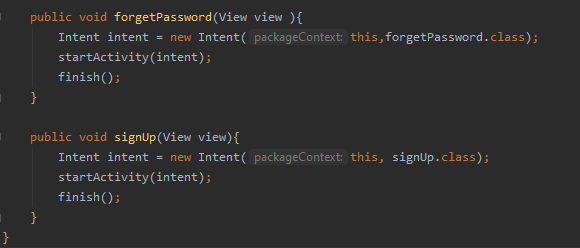 public void forgetPassword(View view ){
Intent intent = new Intent( packageContext: this,forgetPassword.class);
startActivity(intent);
finish();
}
public void signUp(View view){
Intent intent = new Intent( packageContext: this, signUp.class);
startActivity(intent);
finish();
}
}